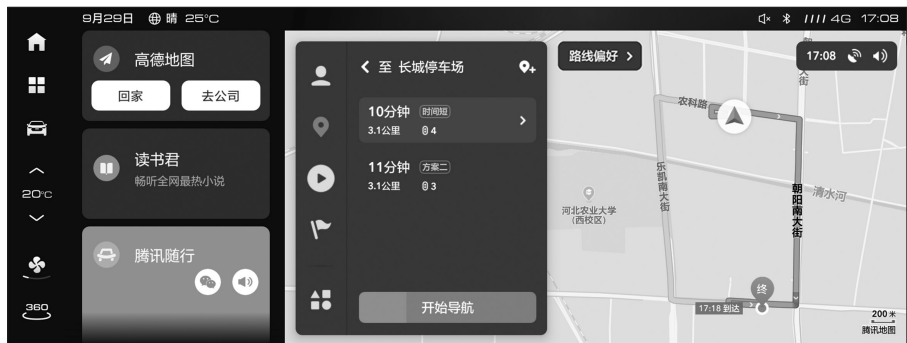 9月29日 晴 25°C
4G 17:08
高德地图
回家 去公司
读书君
畅听全网最热小说
20°C
腾讯随行
360
至 长城停车场
10分钟 时间短
3.1公里 4
11分钟 方案二
3.1公里 3
开始导航
路线偏好
17:08
大街
农科路
乐凯南大街
朝阳南大街
清水河
河北农业大学
(西校区)
终
17:18 到达
200 米
腾讯地图